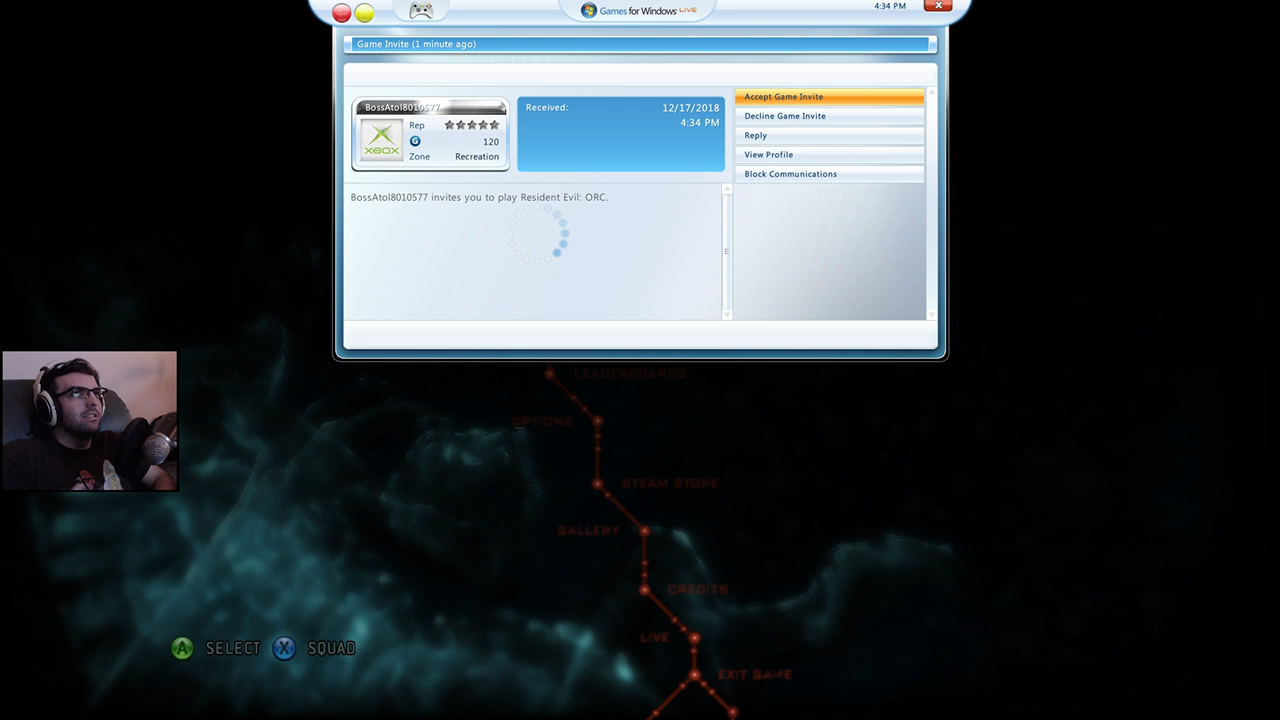 Games for Windows LIVE
4:34 PM
X
Game Invite (1 minute ago)
BossAtol8010577
Rep
G 120
Zone Recreation
XBOX
Received: 12/17/2018
4:34 PM
Accept Game Invite
Decline Game Invite
Reply
View Profile
Block Communications
BossAtol8010577 invites you to play Resident Evil: ORC.
LEADERBOARDS
OPTIONS
STEAM STORE
GALLERY
CREDITS
LIVE
EXIT GAME
A SELECT X SQUAD